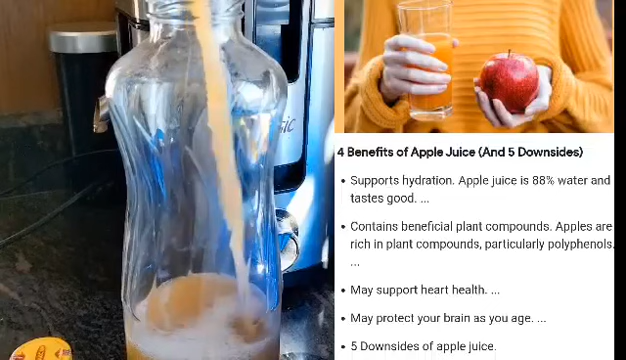 4 Benefits of Apple Juice (And 5 Downsides)
• Supports hydration. Apple juice is 88% water and
tastes good. ...
• Contains beneficial plant compounds. Apples are
rich in plant compounds, particularly polyphenols.
...
• May support heart health. ...
• May protect your brain as you age. ...
• 5 Downsides of apple juice.